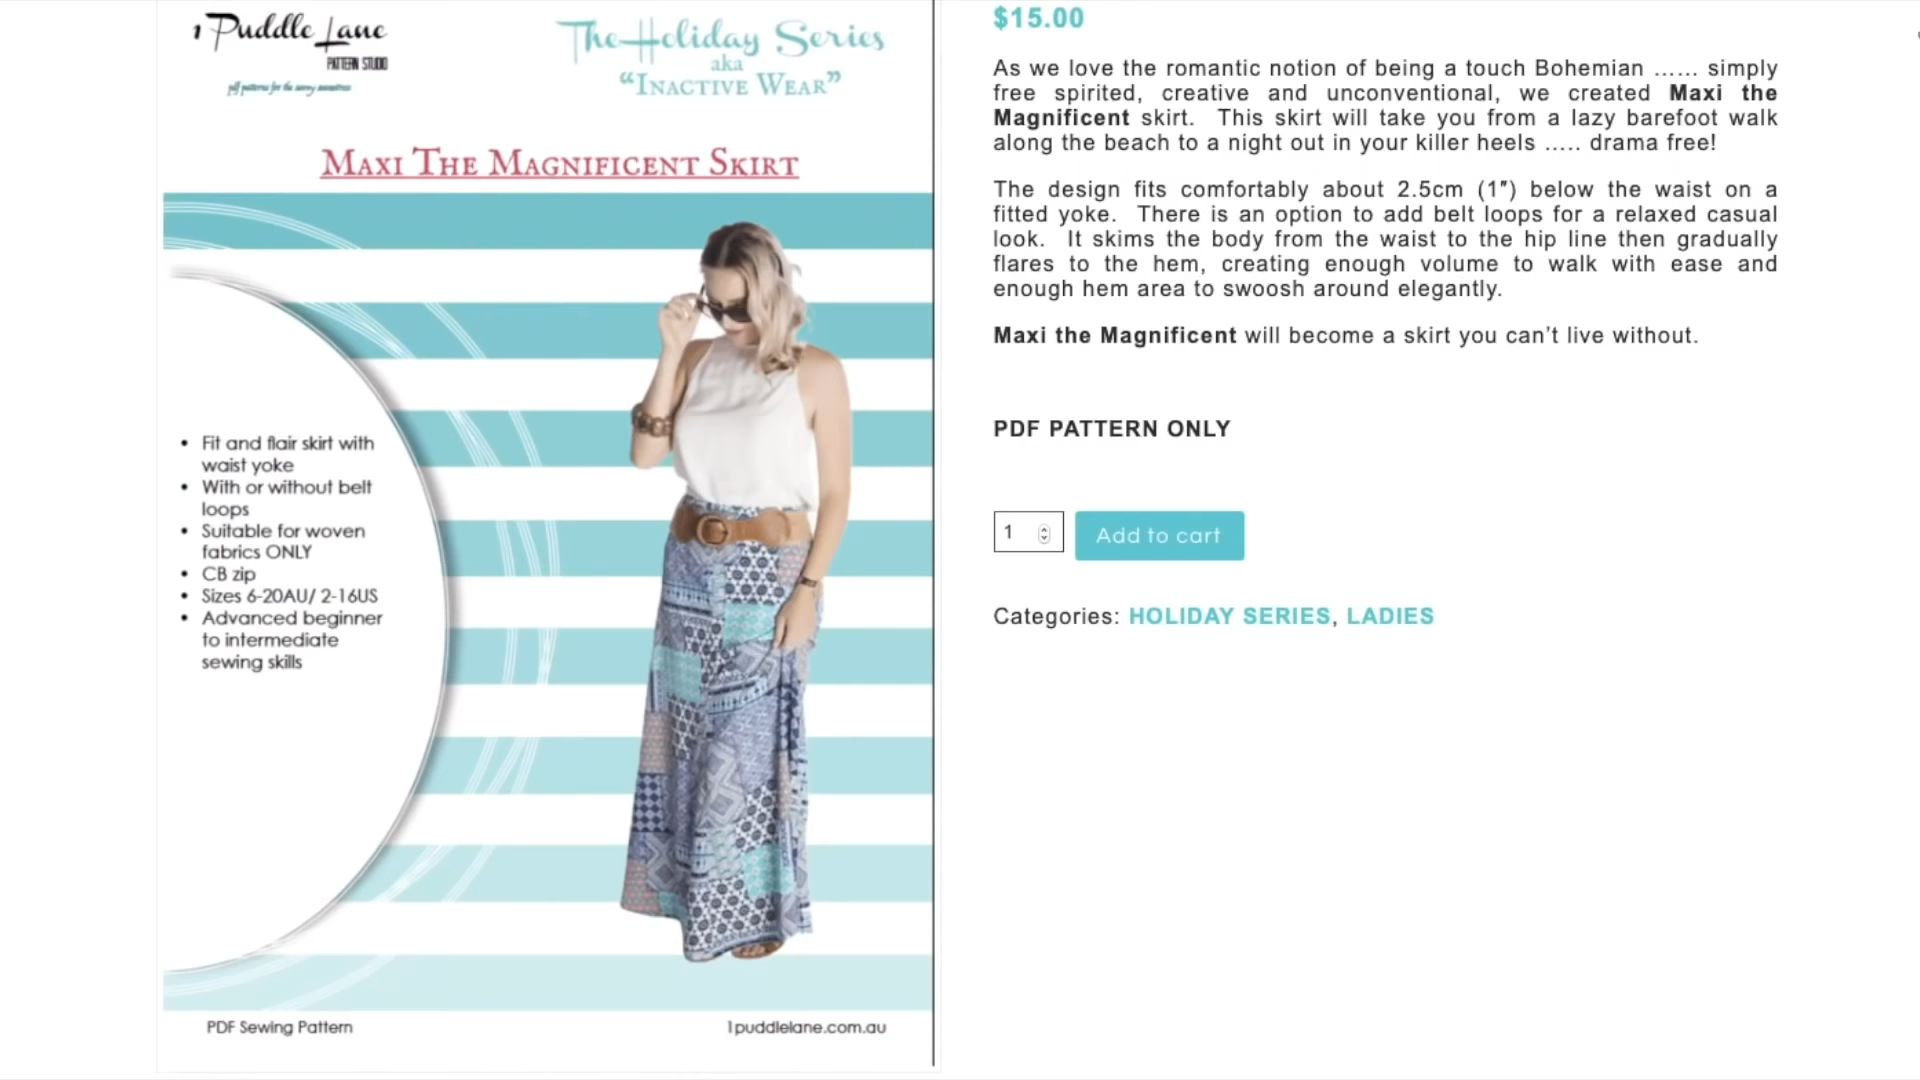 1 Puddle Lane
PATTERN STUDIO
pdf patterns for the savvy seamstress
The Holiday Series
aka
“INACTIVE WEAR”
MAXI THE MAGNIFICENT SKIRT
• Fit and flair skirt with
waist yoke
• With or without belt
loops
• Suitable for woven
fabrics ONLY
• CB zip
• Sizes 6-20AU/ 2-16US
• Advanced beginner
to intermediate
sewing skills
PDF Sewing Pattern
1puddlelane.com.au
$15.00
As we love the romantic notion of being a touch Bohemian …… simply
free spirited, creative and unconventional, we created Maxi the
Magnificent skirt. This skirt will take you from a lazy barefoot walk
along the beach to a night out in your killer heels ….. drama free!
The design fits comfortably about 2.5cm (1″) below the waist on a
fitted yoke. There is an option to add belt loops for a relaxed casual
look. It skims the body from the waist to the hip line then gradually
flares to the hem, creating enough volume to walk with ease and
enough hem area to swoosh around elegantly.
Maxi the Magnificent will become a skirt you can’t live without.
PDF PATTERN ONLY
1
Add to cart
Categories: HOLIDAY SERIES, LADIES